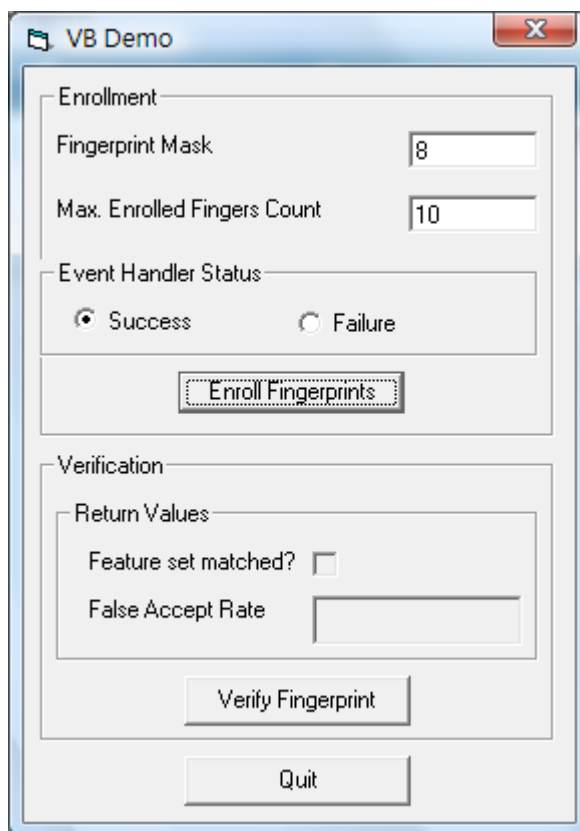 VB Demo
Enrollment
Fingerprint Mask 8
Max. Enrolled Fingers Count 10
Event Handler Status
Success Failure
Enroll Fingerprints
Verification
Return Values
Feature set matched?
False Accept Rate
Verify Fingerprint
Quit